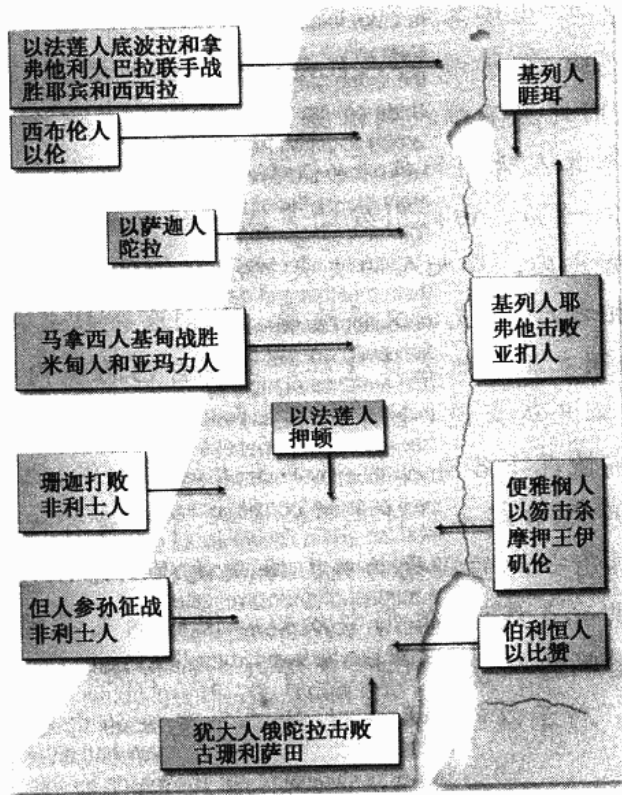 以法莲人底波拉和拿
弗他利人巴拉联手战
胜耶宾和西西拉
基列人
睚珥
西布伦人
以伦
以萨迦人
陀拉
基列人耶
弗他击败
亚扪人
马拿西人基甸战胜
米甸人和亚玛力人
以法莲人
押顿
珊迦打败
非利士人
便雅悯人
以笏击杀
摩押王伊
矶伦
但人参孙征战
非利士人
伯利恒人
以比赞
犹大人俄陀拉击败
古珊利萨田